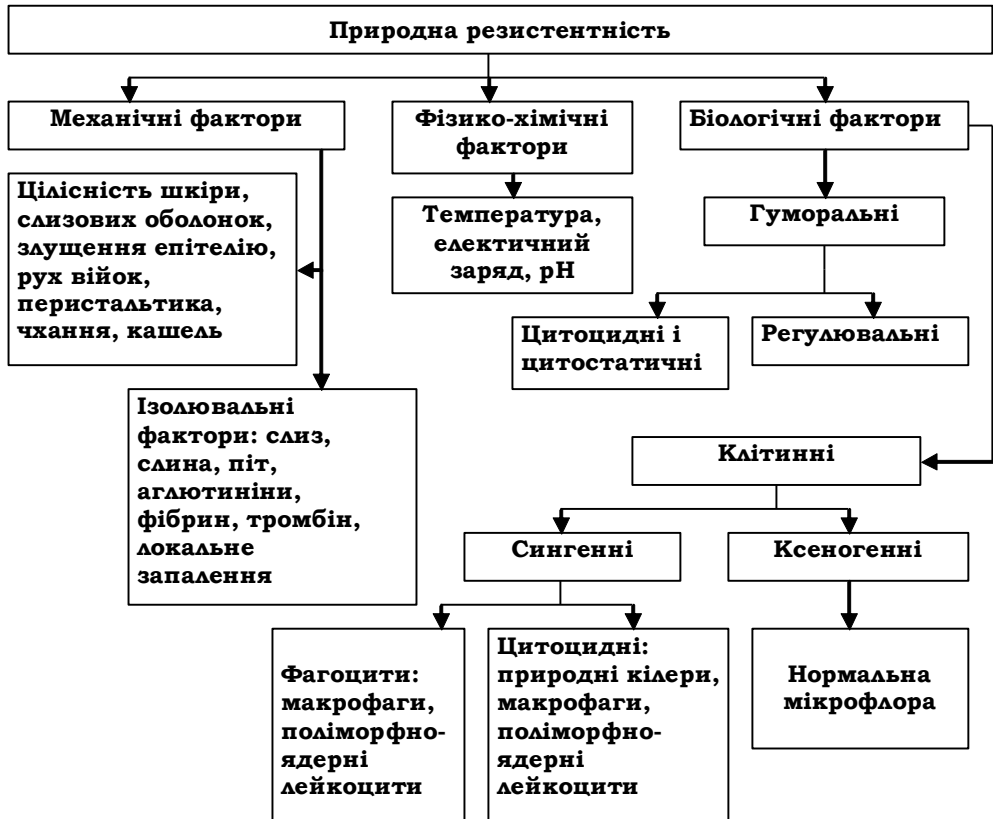 Природна резистентність
Механічні фактори
Фізико-хімічні
фактори
Біологічні фактори
Цілісність шкіри,
слизових оболонок,
злущення епітелію,
рух війок,
перистальтика,
чхання, кашель
Температура,
електичний
заряд, рН
Гуморальні
Цитоцидні і
цитостатичні
Регулювальні
Ізолювальні
фактори: слиз,
слина, піт,
аглютиніни,
фібрин, тромбін,
локальне
запалення
Клітинні
Сингенні
Ксеногенні
Фагоцити:
макрофаги,
поліморфно-
ядерні
лейкоцити
Цитоцидні:
природні кілери,
макрофаги,
поліморфно-
ядерні
лейкоцити
Нормальна
мікрофлора